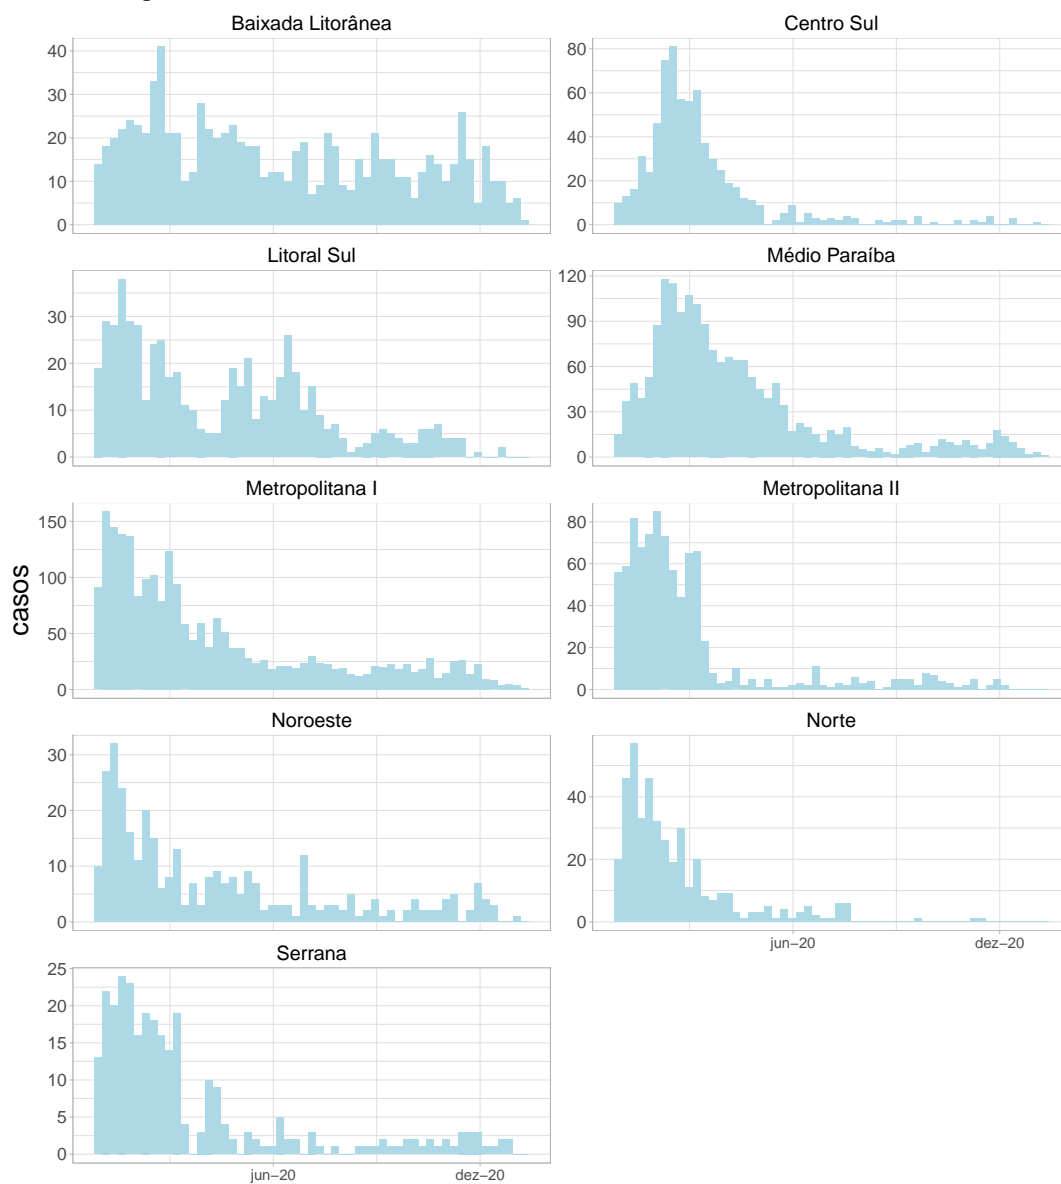 Baixada Litorânea
Centro Sul
40
30
20
10
0
80
60
40
20
0
Litoral Sul
Médio Paraíba
30
20
10
0
120
90
60
30
0
Metropolitana I
Metropolitana II
150
100
50
0
80
60
40
20
0
casos
Noroeste
Norte
30
20
10
0
40
20
0
jun−20
dez−20
Serrana
25
20
15
10
5
0
jun−20
dez−20